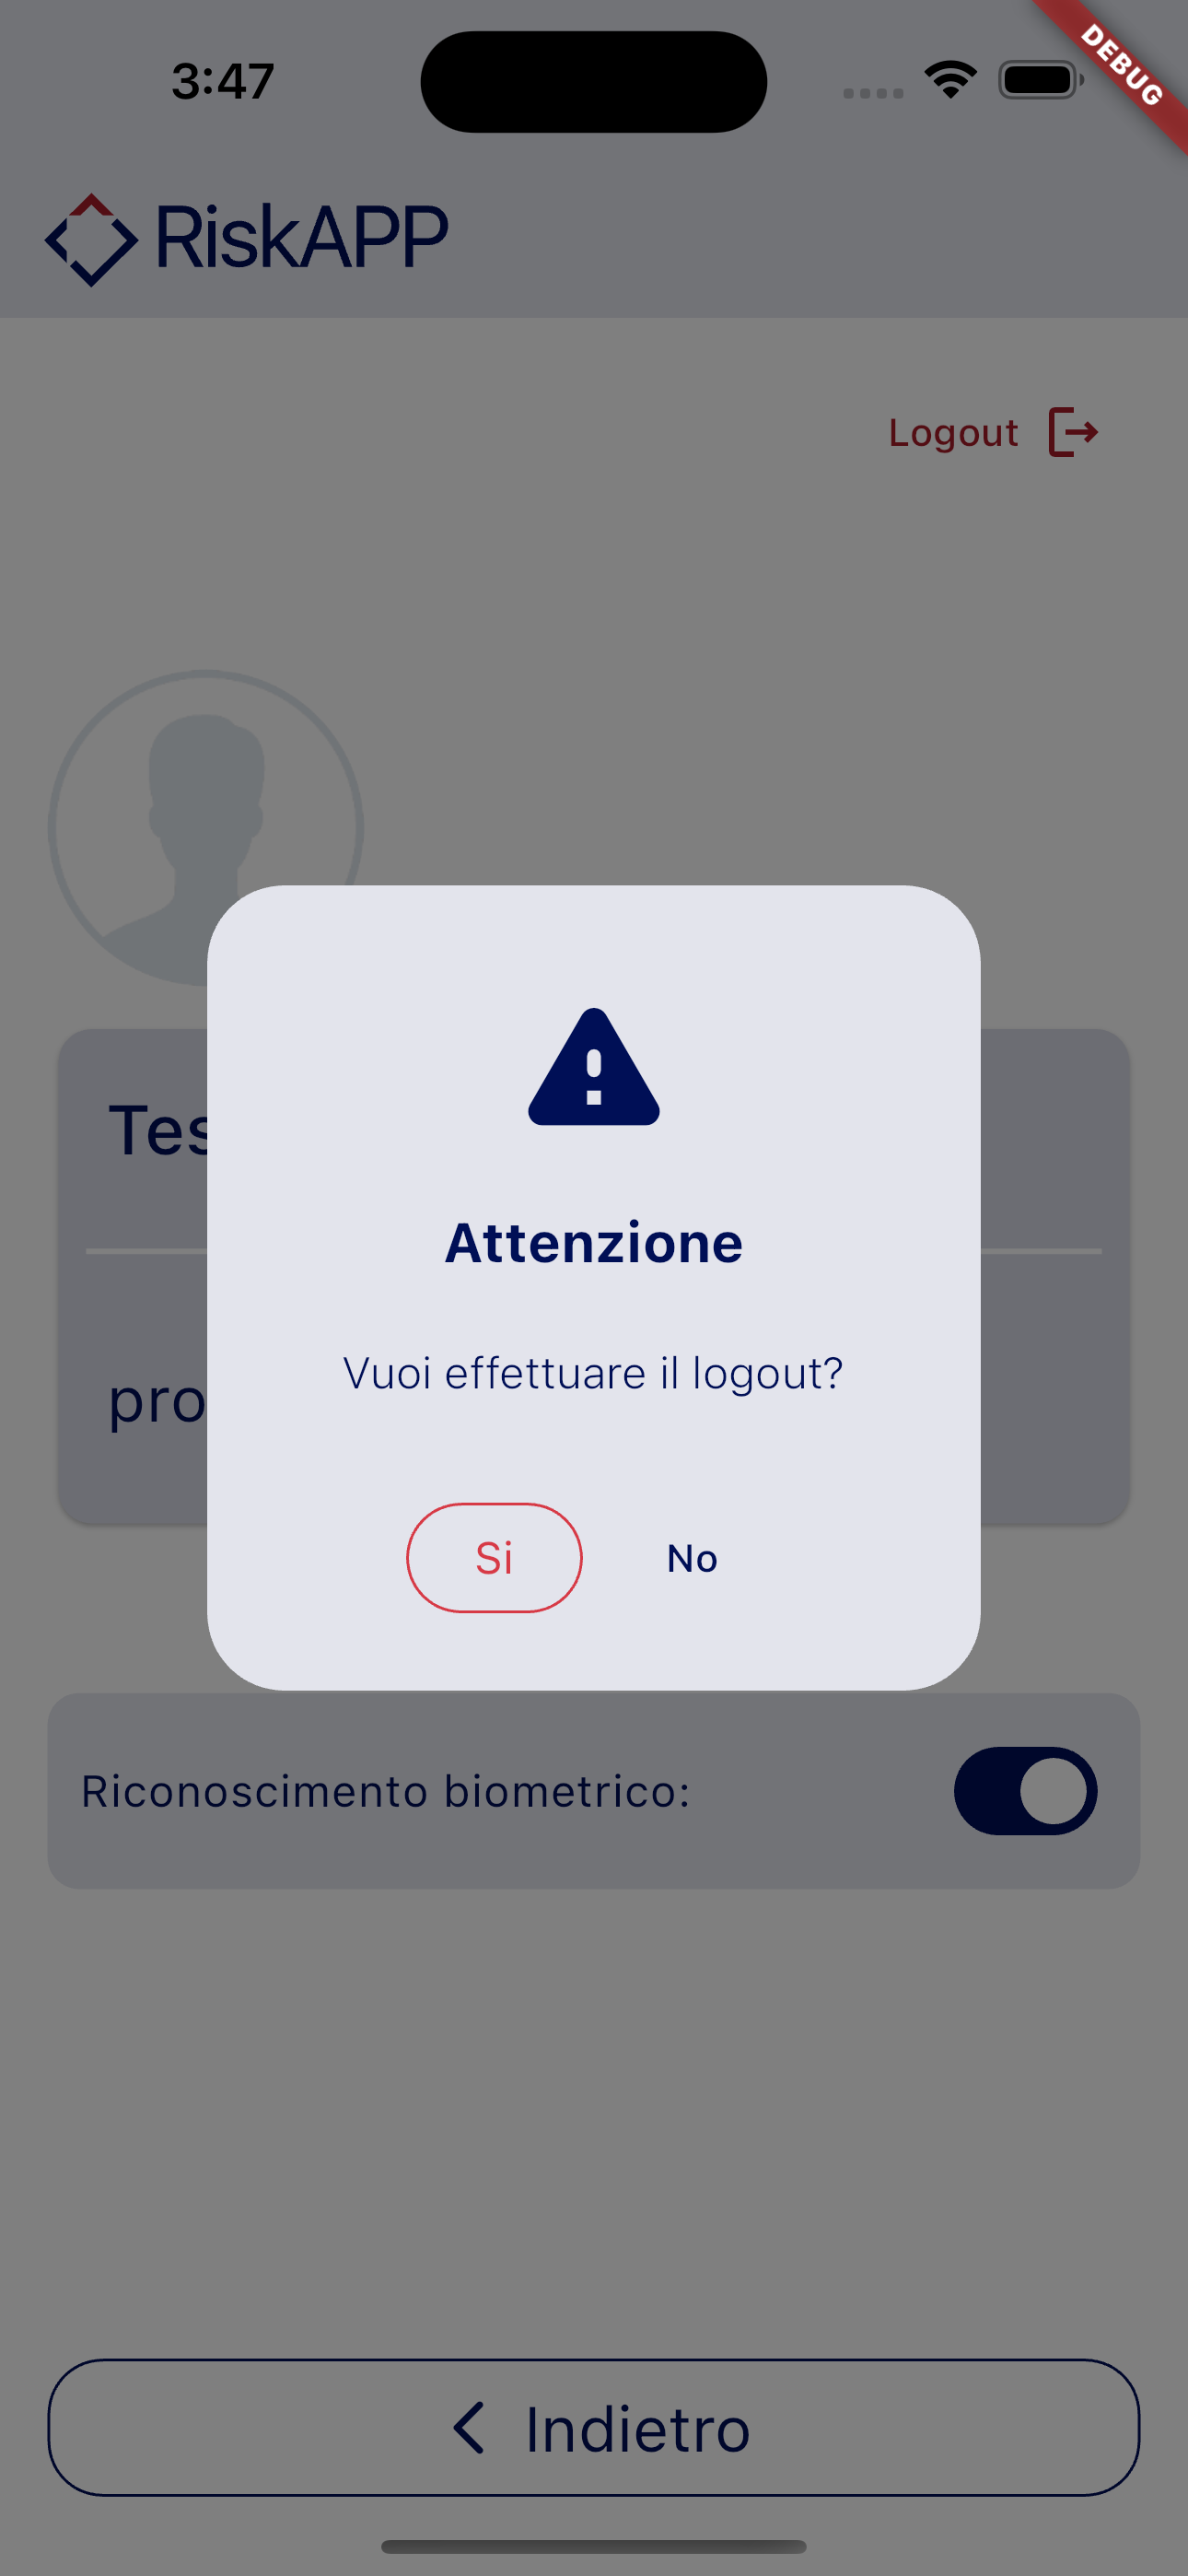 3:47
DEBUG
RiskAPP
Logout
Tes
Attenzione
Vuoi effettuare il logout?
pro
Si
No
Riconoscimento biometrico:
Indietro